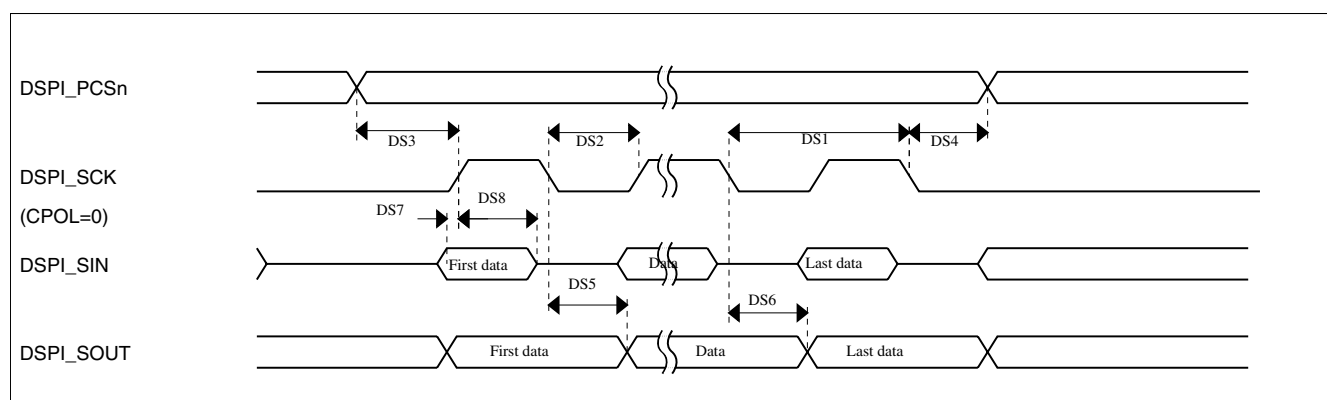 DSPI_PCSn
DS3
DS2
DS1
DS4
DSPI_SCK
(CPOL=0)
DS7
DS8
DSPI_SIN
First data
Data
Last data
DS5
DS6
DSPI_SOUT
First data
Data
Last data